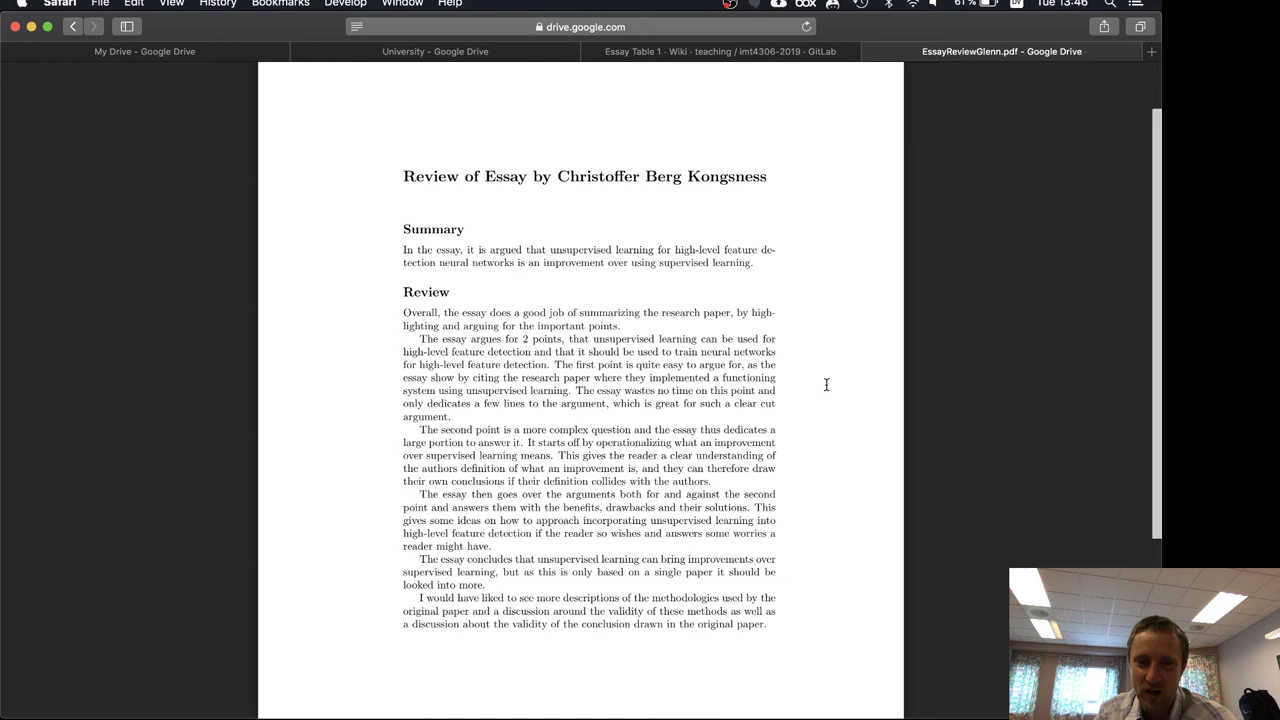 Safari File Edit View History Bookmarks Develop Window Help box 61% DV Tue 13:46
drive.google.com
My Drive - Google Drive University - Google Drive Essay Table 1 · Wiki · teaching / imt4306-2019 · GitLab EssayReviewGlenn.pdf - Google Drive
Review of Essay by Christoffer Berg Kongsness
Summary
In the essay, it is argued that unsupervised learning for high-level feature de-
tection neural networks is an improvement over using supervised learning.
Review
Overall, the essay does a good job of summarizing the research paper, by high-
lighting and arguing for the important points.
The essay argues for 2 points, that unsupervised learning can be used for
high-level feature detection and that it should be used to train neural networks
for high-level feature detection. The first point is quite easy to argue for, as the
essay show by citing the research paper where they implemented a functioning
system using unsupervised learning. The essay wastes no time on this point and
only dedicates a few lines to the argument, which is great for such a clear cut
argument.
The second point is a more complex question and the essay thus dedicates a
large portion to answer it. It starts off by operationalizing what an improvement
over supervised learning means. This gives the reader a clear understanding of
the authors definition of what an improvement is, and they can therefore draw
their own conclusions if their definition collides with the authors.
The essay then goes over the arguments both for and against the second
point and answers them with the benefits, drawbacks and their solutions. This
gives some ideas on how to approach incorporating unsupervised learning into
high-level feature detection if the reader so wishes and answers some worries a
reader might have.
The essay concludes that unsupervised learning can bring improvements over
supervised learning, but as this is only based on a single paper it should be
looked into more.
I would have liked to see more descriptions of the methodologies used by the
original paper and a discussion around the validity of these methods as well as
a discussion about the validity of the conclusion drawn in the original paper.